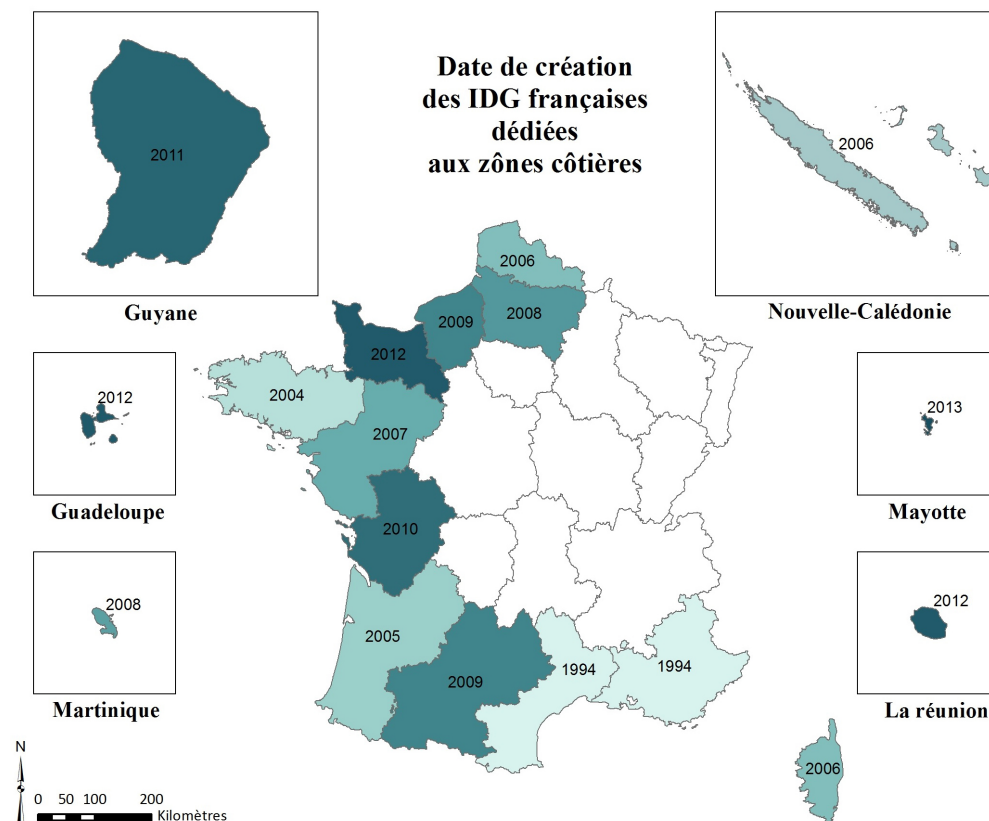 Date de création
des IDG françaises
dédiées
aux zônes côtières
2011
Guyane
2006
Nouvelle-Calédonie
2006
2009
2008
2012
2004
2007
2010
2005
2009
1994
1994
2006
2012
Guadeloupe
2013
Mayotte
2008
Martinique
2012
La réunion
N
0 50 100 200
Kilomètres